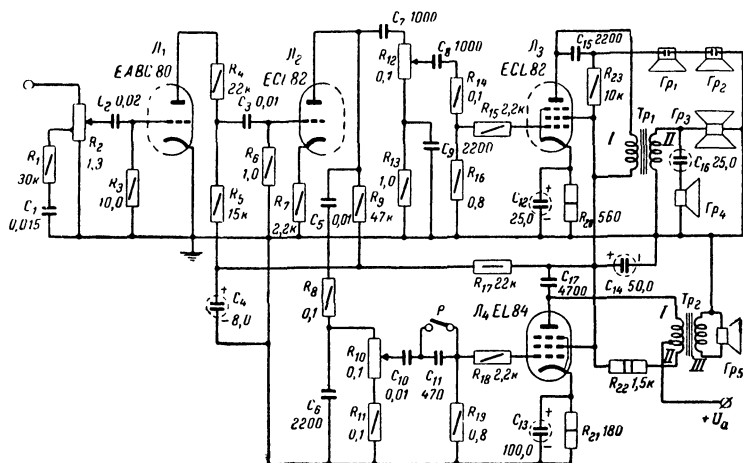 Л₁
EABC 80
C₂ 0,02
R₂
1,3
R₁
30к
C₁
0,015
R₃
10,0
R₄
22к
C₃
0,01
R₅
15к
R₆
1,0
C₄
8,0
+
-
Л₂
ECL 82
R₇
2,2к
C₅
0,01
R₉
47к
R₈
0,1
C₆
2200
C₇ 1000
R₁₂
0,1
C₈ 1000
R₁₃
1,0
C₉
2200
R₁₄
0,1
R₁₅ 2,2к
R₁₆
0,8
Л₃
ECL 82
C₁₅ 2200
R₂₃
10к
C₁₂
25,0
+
-
R₂₀ 560
Гр₁
Гр₂
Гр₃
Тр₁
I
II
C₁₆ 25,0
+
Гр₄
R₁₇ 22к
C₁₇
4700
C₁₄ 50,0
+
-
Л₄ EL 84
P
R₁₀
0,1
C₁₀
0,01
C₁₁
470
R₁₁
0,1
R₁₈ 2,2к
R₁₉
0,8
C₁₃
100,0
+
-
R₂₁ 180
R₂₂ 1,5к
Тр₂
I
II
III
Гр₅
+ Uₐ